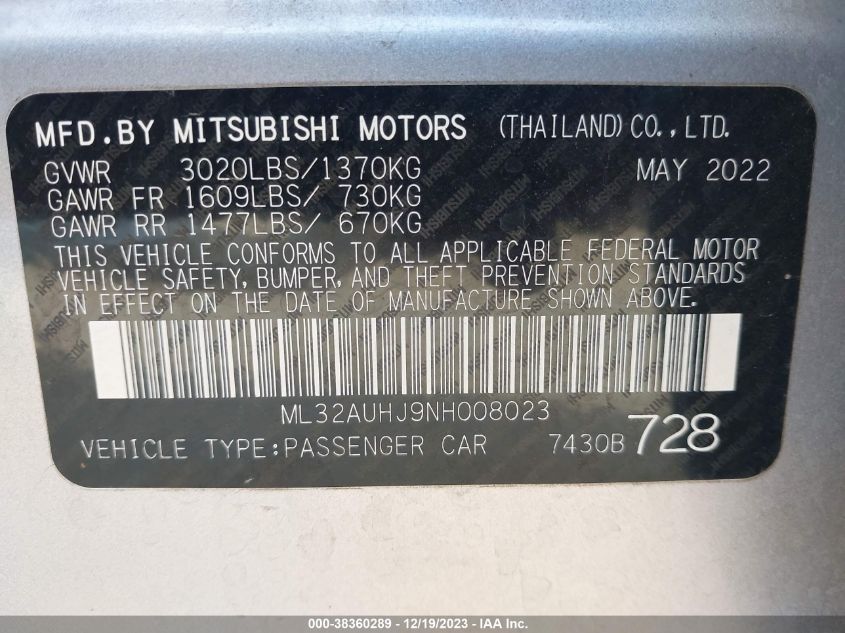 MFD.BY MITSUBISHI MOTORS (THAILAND) CO., LTD.
GVWR 3020LBS/1370KG MAY 2022
GAWR FR 1609LBS/ 730KG
GAWR RR 1477LBS/ 670KG
THIS VEHICLE CONFORMS TO ALL APPLICABLE FEDERAL MOTOR
VEHICLE SAFETY, BUMPER, AND THEFT PREVENTION STANDARDS
IN EFFECT ON THE DATE OF MANUFACTURE SHOWN ABOVE.
ML32AUHJ9NH008023
VEHICLE TYPE:PASSENGER CAR 7430B 728
000-38360289 - 12/19/2023 - IAA Inc.